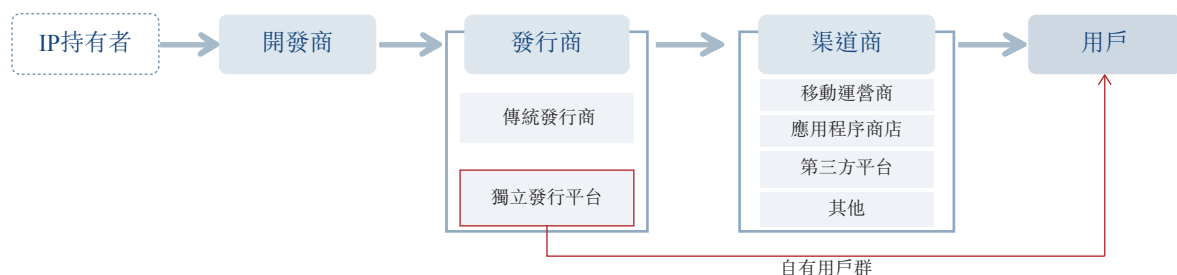 IP持有者
開發商
發行商
傳統發行商
獨立發行平台
渠道商
移動運營商
應用程序商店
第三方平台
其他
用戶
自有用戶群